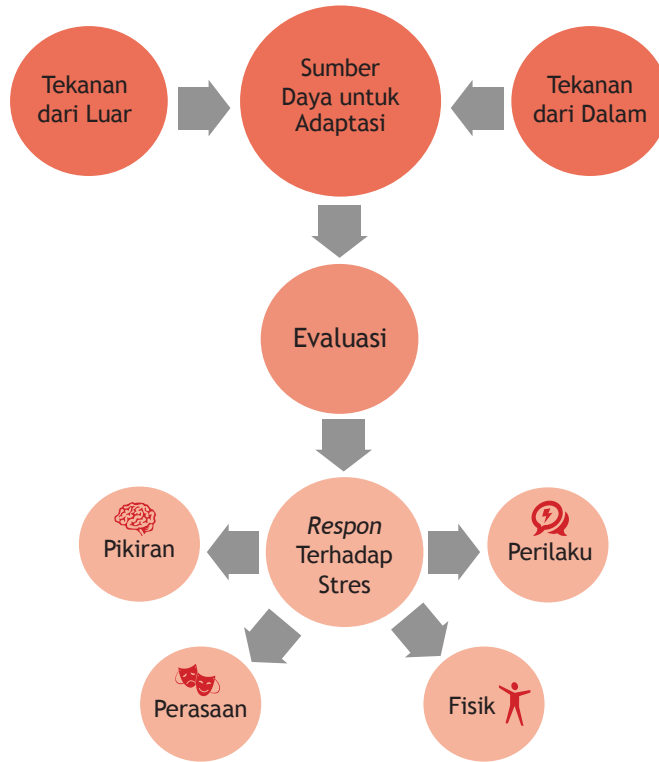 Tekanan
dari Luar
Sumber
Daya untuk
Adaptasi
Tekanan
dari Dalam
Evaluasi
Respon
Terhadap
Stres
Pikiran
Perilaku
Perasaan
Fisik